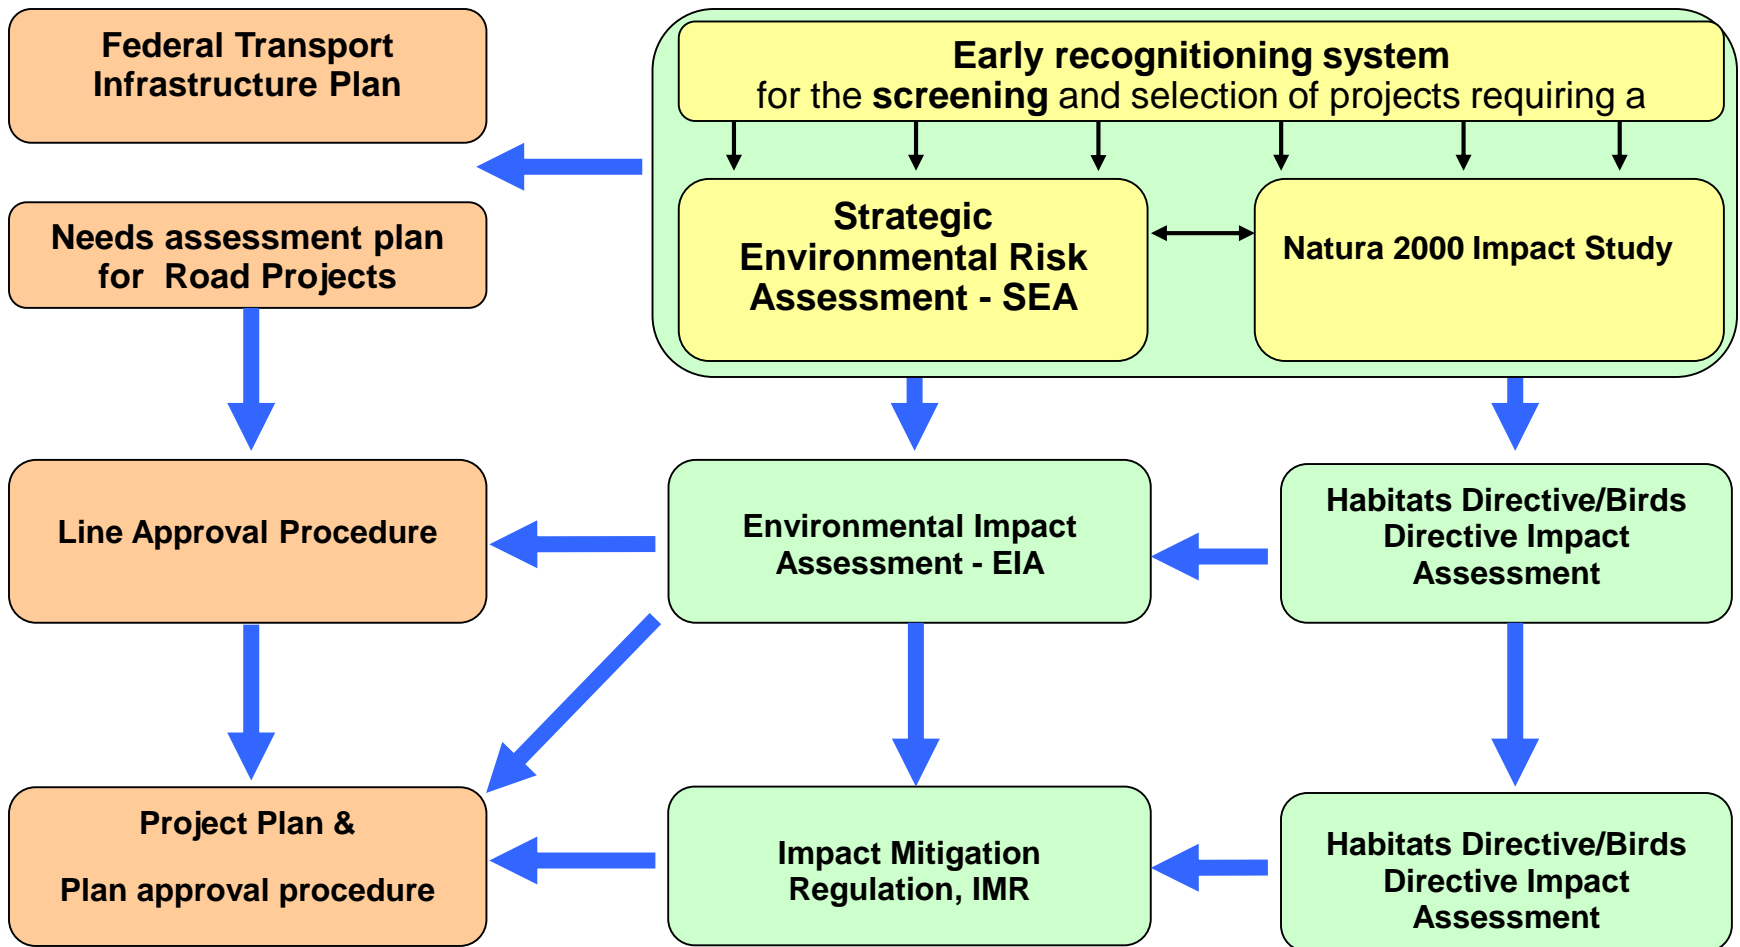 Federal Transport
Infrastructure Plan
Early recognitioning system
for the screening and selection of projects requiring a
Needs assessment plan
for Road Projects
Strategic
Environmental Risk
Assessment - SEA
Natura 2000 Impact Study
Line Approval Procedure
Environmental Impact
Assessment - EIA
Habitats Directive/Birds
Directive Impact
Assessment
Project Plan &
Plan approval procedure
Impact Mitigation
Regulation, IMR
Habitats Directive/Birds
Directive Impact
Assessment